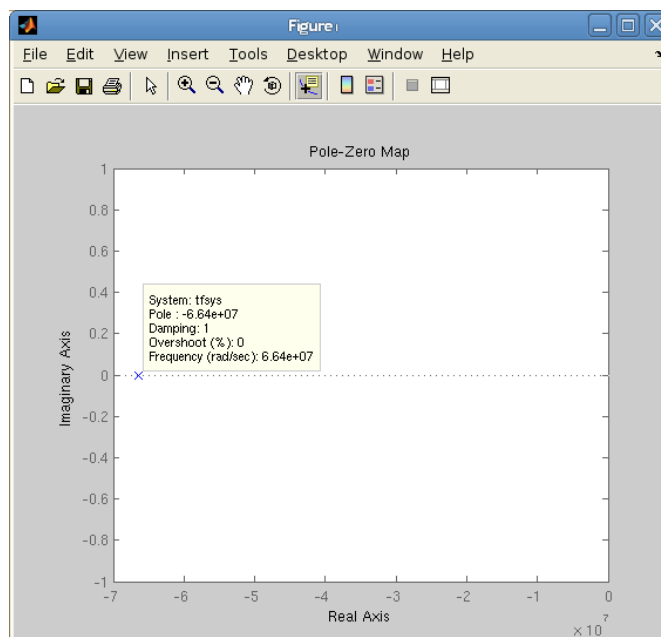 Figure 1
File Edit View Insert Tools Desktop Window Help
Pole-Zero Map
1
0.8
0.6
0.4
System: tfsys
Pole : -6.64e+07
Damping: 1
Overshoot (%): 0
Frequency (rad/sec): 6.64e+07
0.2
0
-0.2
-0.4
-0.6
-0.8
-1
Imaginary Axis
-7 -6 -5 -4 -3 -2 -1 0
Real Axis
× 10 7